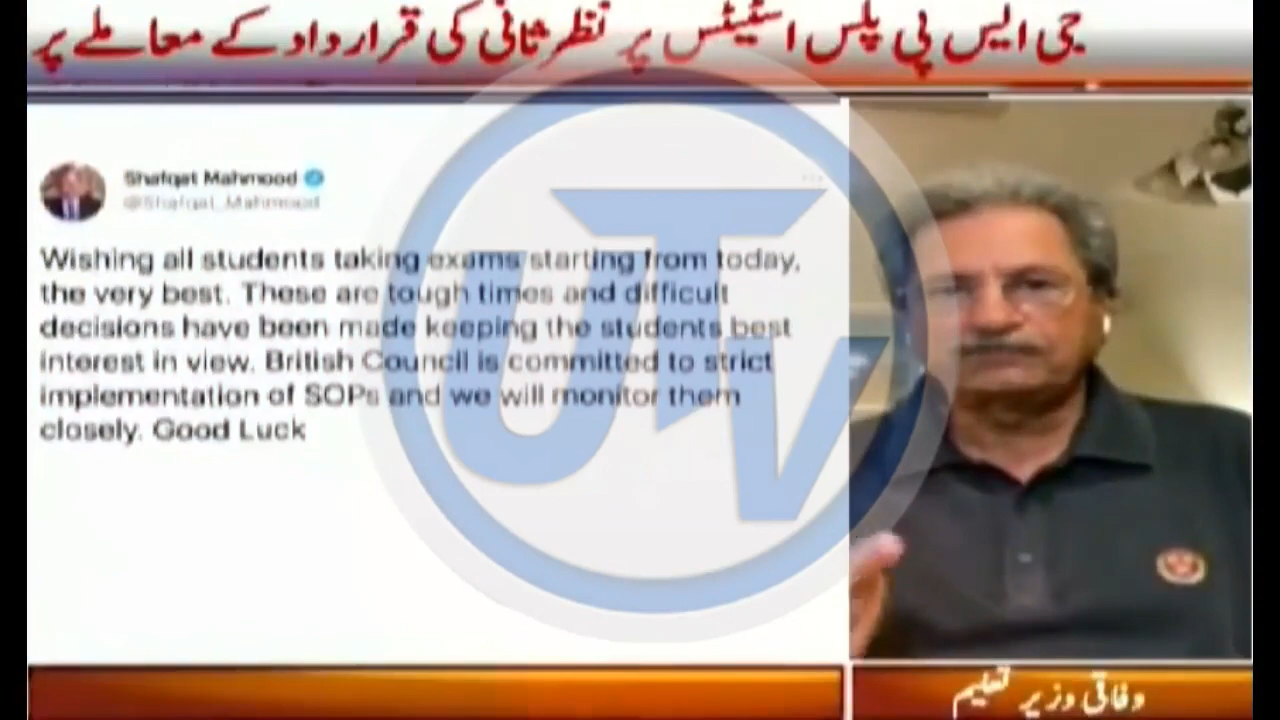 جی ایس پی پلس اسٹیٹس پر نظر ثانی کی قرارداد کے معاملے پر
Shafqat Mahmood
@Shafqat_Mahmood
Wishing all students taking exams starting from today,
the very best. These are tough times and difficult
decisions have been made keeping the students best
interest in view. British Council is committed to strict
implementation of SOPs and we will monitor them
closely. Good Luck
UTV
وفاقی وزیر تعلیم